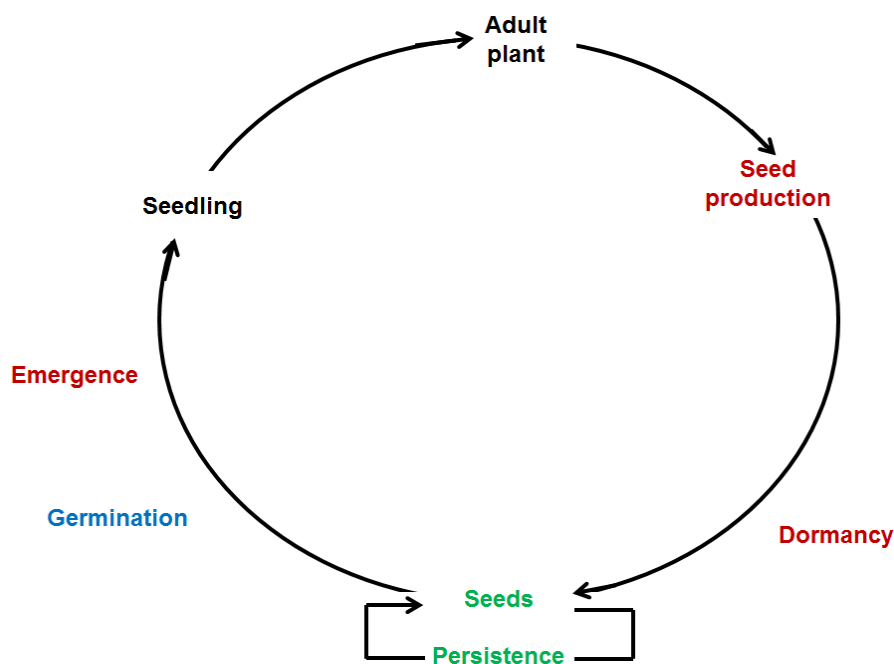 Adult
plant
Seed
production
Seedling
Emergence
Germination
Dormancy
Seeds
Persistence